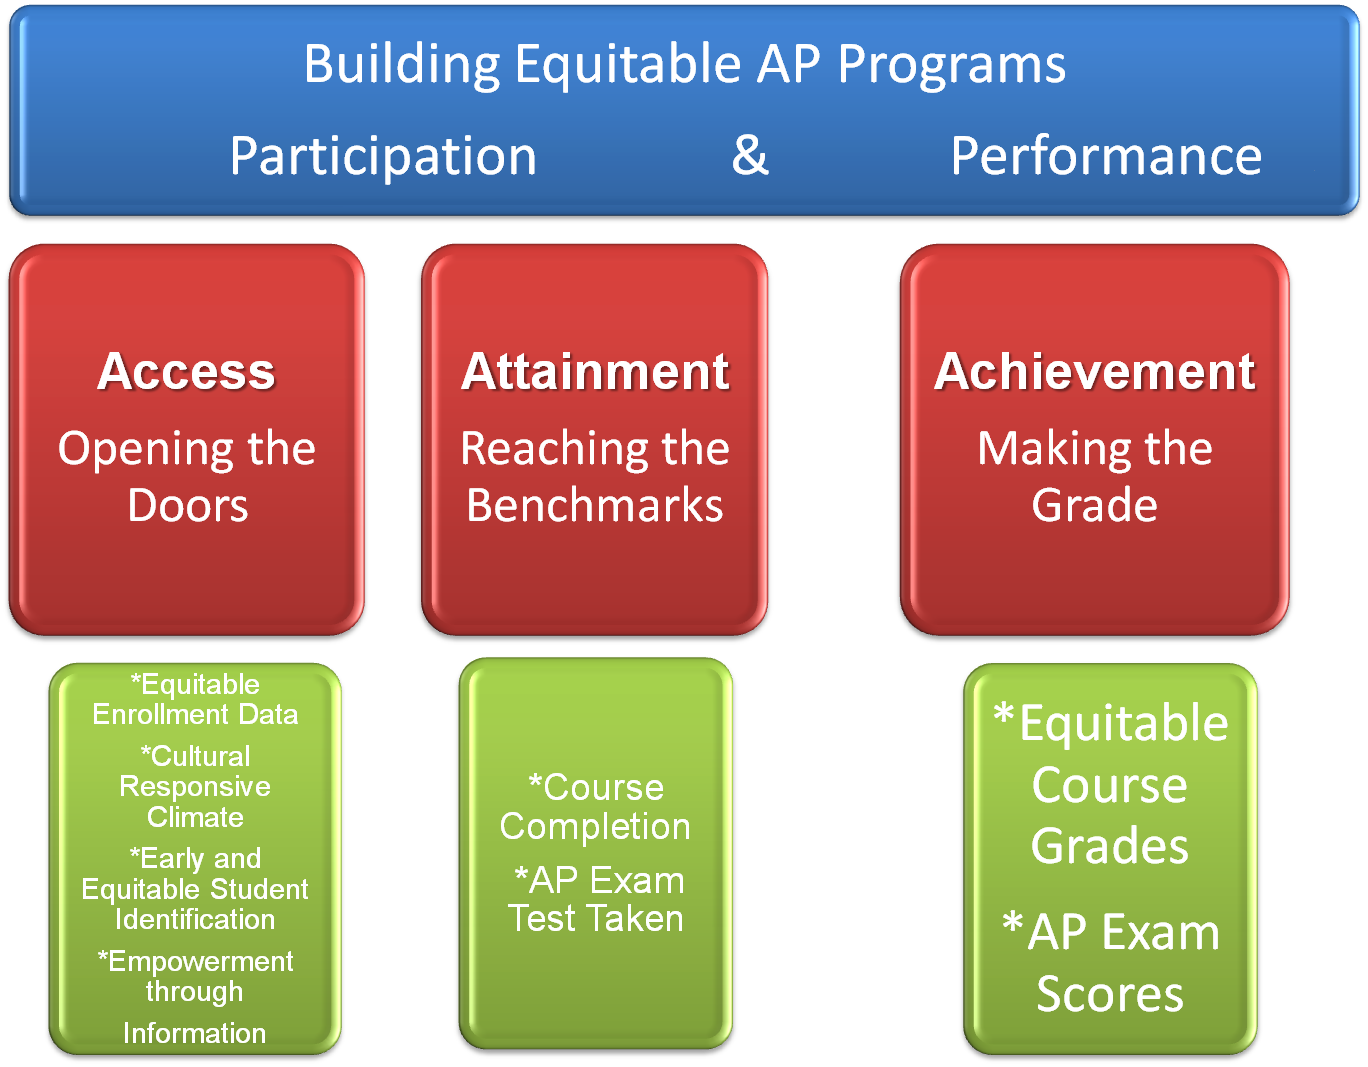 Building Equitable AP Programs
Participation & Performance
Access
Opening the
Doors
Attainment
Reaching the
Benchmarks
Achievement
Making the
Grade
*Equitable
Enrollment Data
*Cultural
Responsive
Climate
*Early and
Equitable Student
Identification
*Empowerment
through
Information
*Course
Completion
*AP Exam
Test Taken
*Equitable
Course
Grades
*AP Exam
Scores